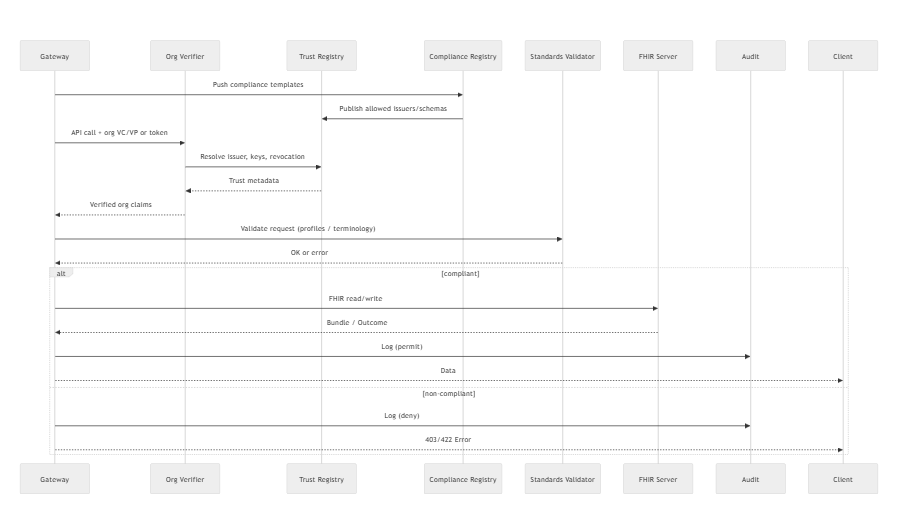 Gateway
Org Verifier
Trust Registry
Compliance Registry
Standards Validator
FHIR Server
Audit
Client
Push compliance templates
Publish allowed issuers/schemas
API call + org VC/VP or token
Resolve issuer, keys, revocation
Trust metadata
Verified org claims
Validate request (profiles / terminology)
OK or error
alt
[compliant]
FHIR read/write
Bundle / Outcome
Log (permit)
Data
[non-compliant]
Log (deny)
403/422 Error
Gateway
Org Verifier
Trust Registry
Compliance Registry
Standards Validator
FHIR Server
Audit
Client